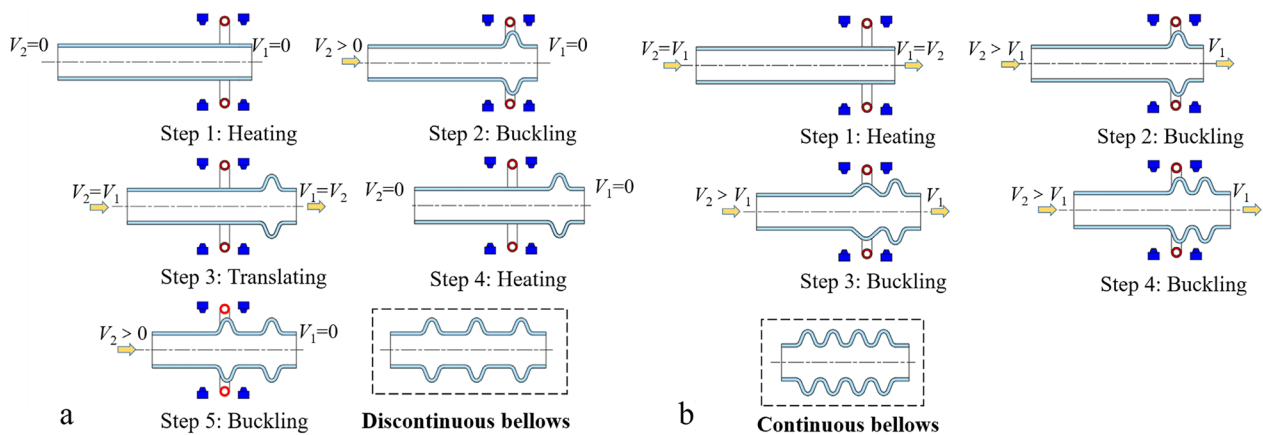 a
V₂=0
V₁=0
Step 1: Heating
V₂ > 0
V₁=0
Step 2: Buckling
V₂=V₁
V₁=V₂
Step 3: Translating
V₂=0
V₁=0
Step 4: Heating
V₂ > 0
V₁=0
Step 5: Buckling
Discontinuous bellows
b
V₂=V₁
V₁=V₂
Step 1: Heating
V₂ > V₁
V₁
Step 2: Buckling
V₂ > V₁
V₁
Step 3: Buckling
V₂ > V₁
V₁
Step 4: Buckling
Continuous bellows